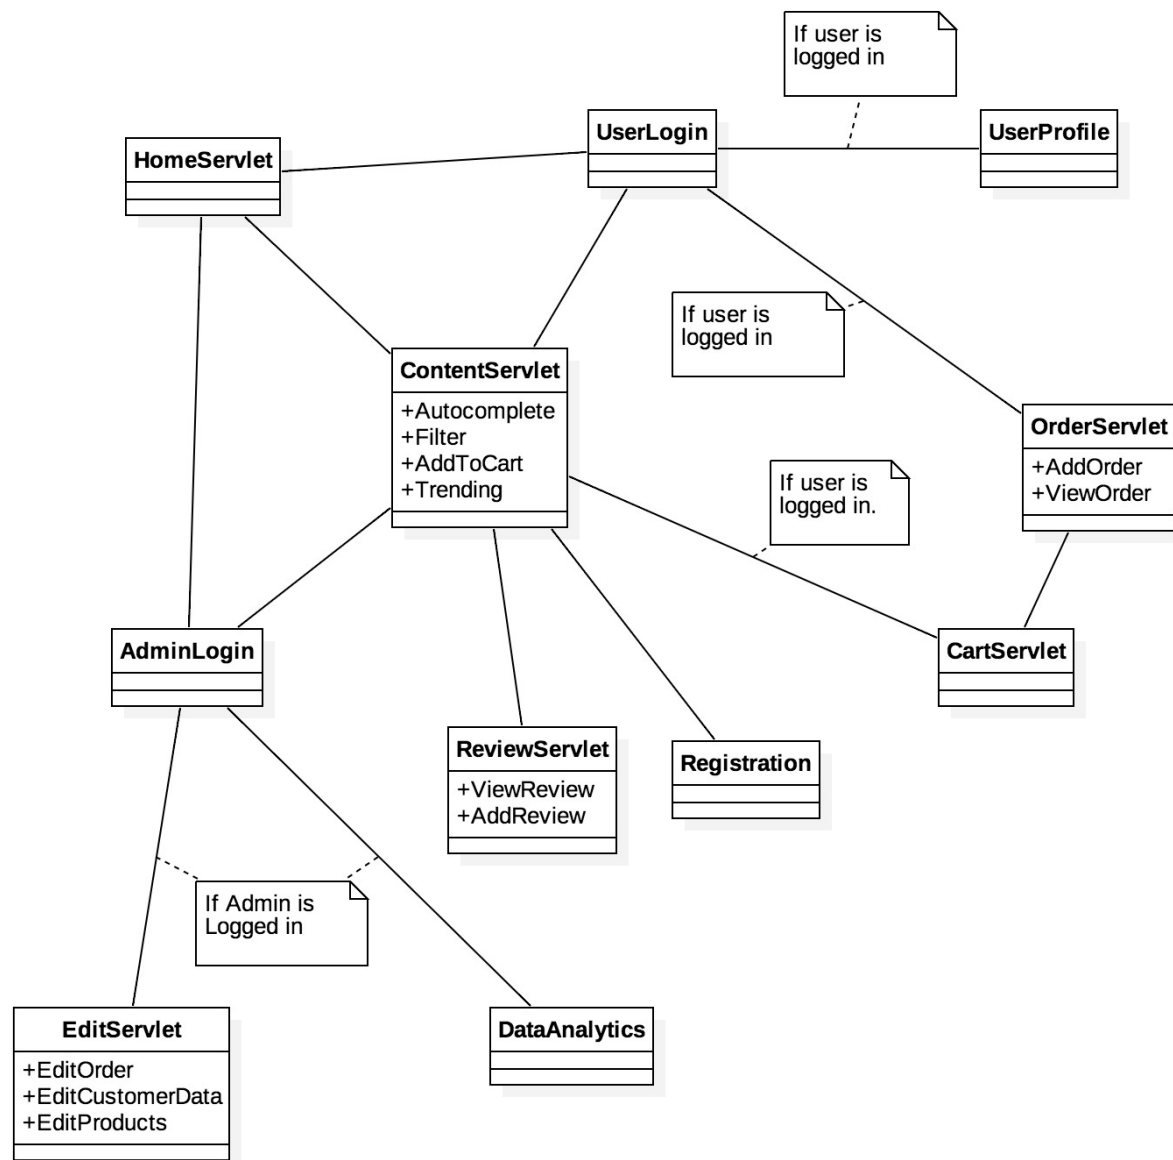 If user is
logged in
UserLogin
UserProfile
HomeServlet
If user is
logged in
ContentServlet
+Autocomplete
+Filter
+AddToCart
+Trending
OrderServlet
+AddOrder
+ViewOrder
If user is
logged in.
AdminLogin
CartServlet
ReviewServlet
+ViewReview
+AddReview
Registration
If Admin is
Logged in
EditServlet
+EditOrder
+EditCustomerData
+EditProducts
DataAnalytics